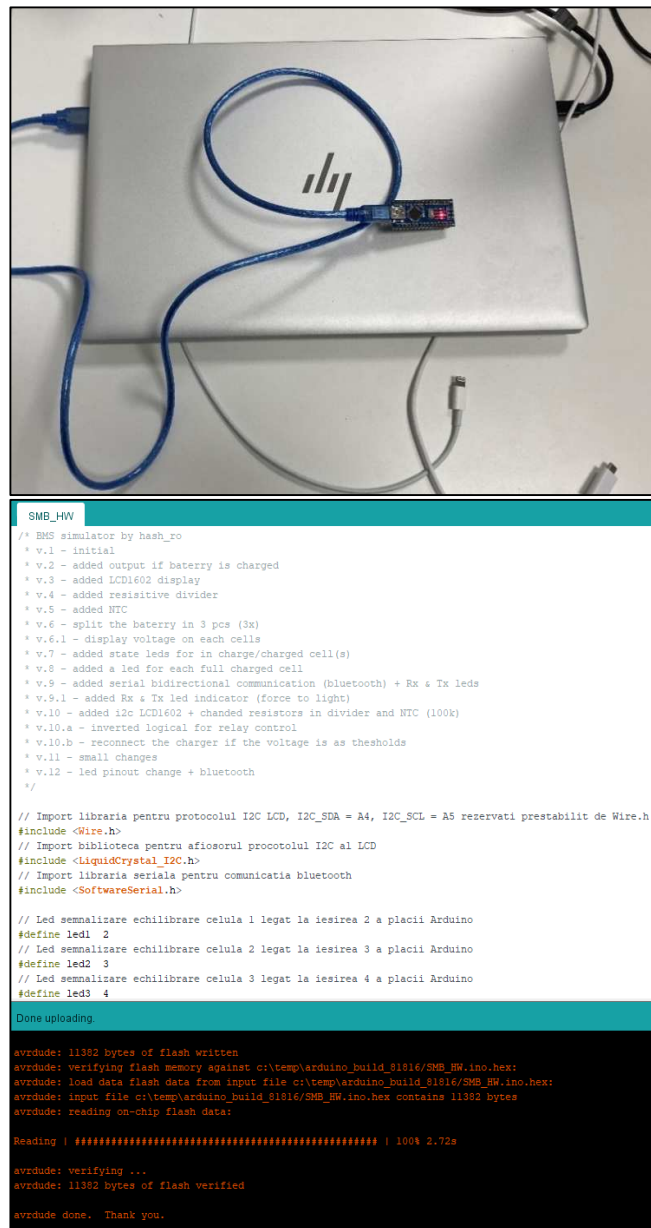 hp
SMB_HW
/* BMS simulator by hash_ro
* v.1 - initial
* v.2 - added output if baterry is charged
* v.3 - added LCD1602 display
* v.4 - added resisitive divider
* v.5 - added NTC
* v.6 - split the baterry in 3 pcs (3x)
* v.6.1 - display voltage on each cells
* v.7 - added state leds for in charge/charged cell(s)
* v.8 - added a led for each full charged cell
* v.9 - added serial bidirectional communication (bluetooth) + Rx & Tx leds
* v.9.1 - added Rx & Tx led indicator (force to light)
* v.10 - added i2c LCD1602 + chanded resistors in divider and NTC (100k)
* v.10.a - inverted logical for relay control
* v.10.b - reconnect the charger if the voltage is as thesholds
* v.11 - small changes
* v.12 - led pinout change + bluetooth
*/
// Import libraria pentru protocolul I2C LCD, I2C_SDA = A4, I2C_SCL = A5 rezervati prestabilit de Wire.h
#include <Wire.h>
// Import biblioteca pentru afiosorul procotolul I2C al LCD
#include <LiquidCrystal_I2C.h>
// Import libraria seriala pentru comunicatia bluetooth
#include <SoftwareSerial.h>
// Led semnalizare echilibrare celula 1 legat la iesirea 2 a placii Arduino
#define led1 2
// Led semnalizare echilibrare celula 2 legat la iesirea 3 a placii Arduino
#define led2 3
// Led semnalizare echilibrare celula 3 legat la iesirea 4 a placii Arduino
#define led3 4
Done uploading.
avrdude: 11382 bytes of flash written
avrdude: verifying flash memory against c:\temp\arduino_build_81816/SMB_HW.ino.hex:
avrdude: load data flash data from input file c:\temp\arduino_build_81816/SMB_HW.ino.hex:
avrdude: input file c:\temp\arduino_build_81816/SMB_HW.ino.hex contains 11382 bytes
avrdude: reading on-chip flash data:
Reading | ################################################## | 100% 2.72s
avrdude: verifying ...
avrdude: 11382 bytes of flash verified
avrdude done. Thank you.